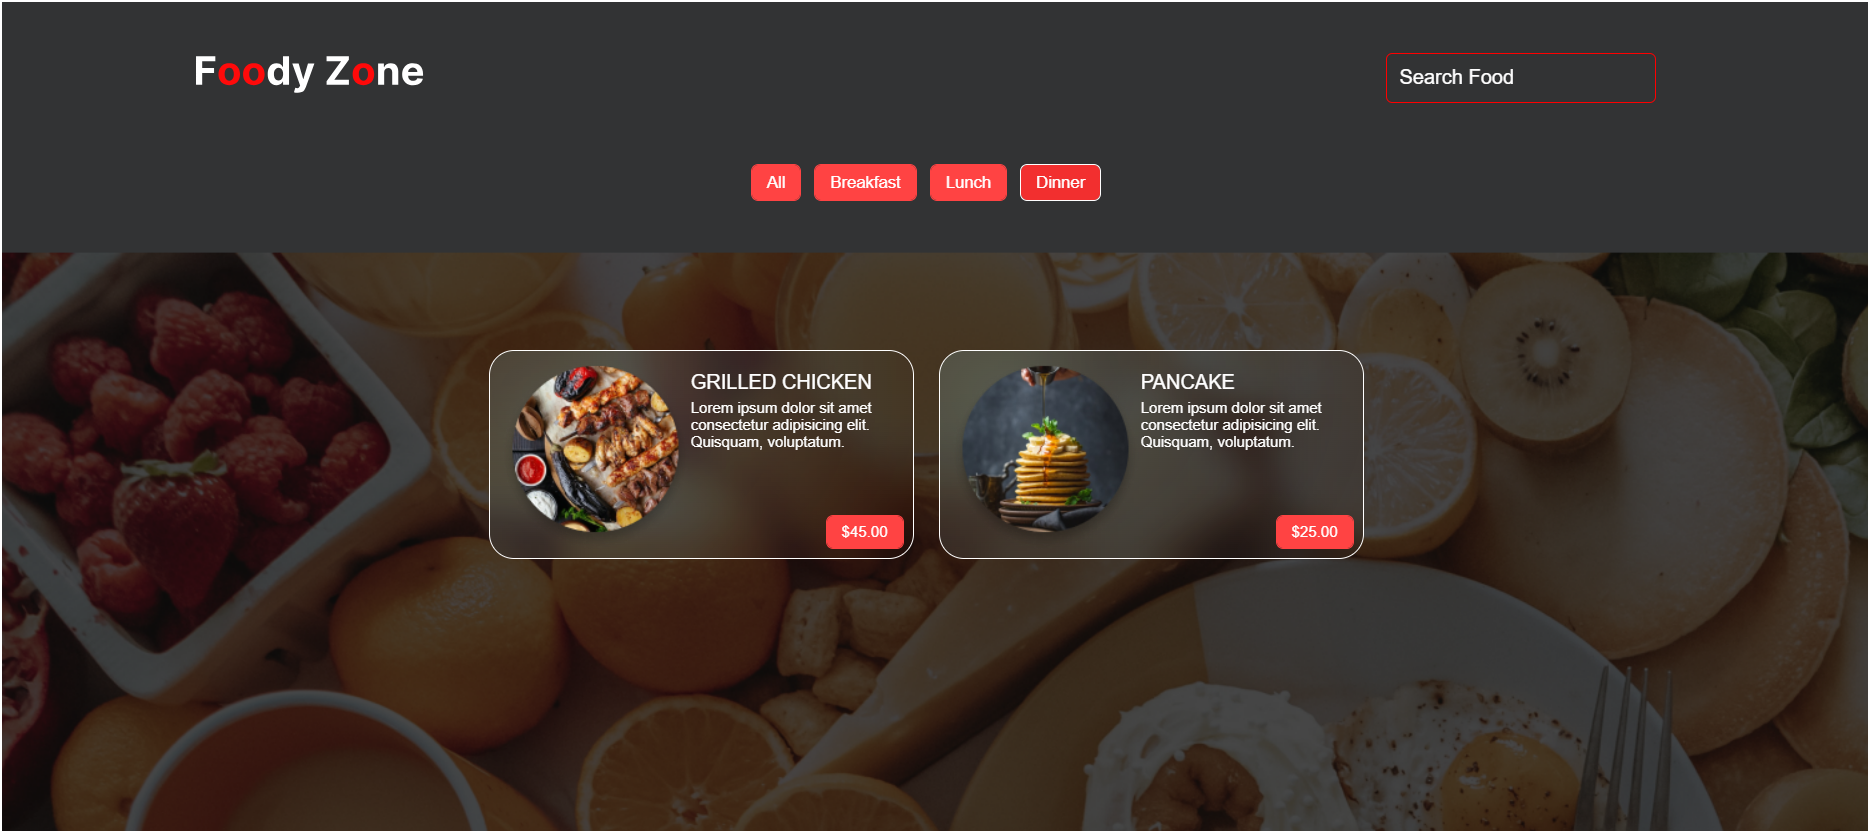 Foody Zone
Search Food
All
Breakfast
Lunch
Dinner
GRILLED CHICKEN
Lorem ipsum dolor sit amet
consectetur adipisicing elit.
Quisquam, voluptatum.
$45.00
PANCAKE
Lorem ipsum dolor sit amet
consectetur adipisicing elit.
Quisquam, voluptatum.
$25.00